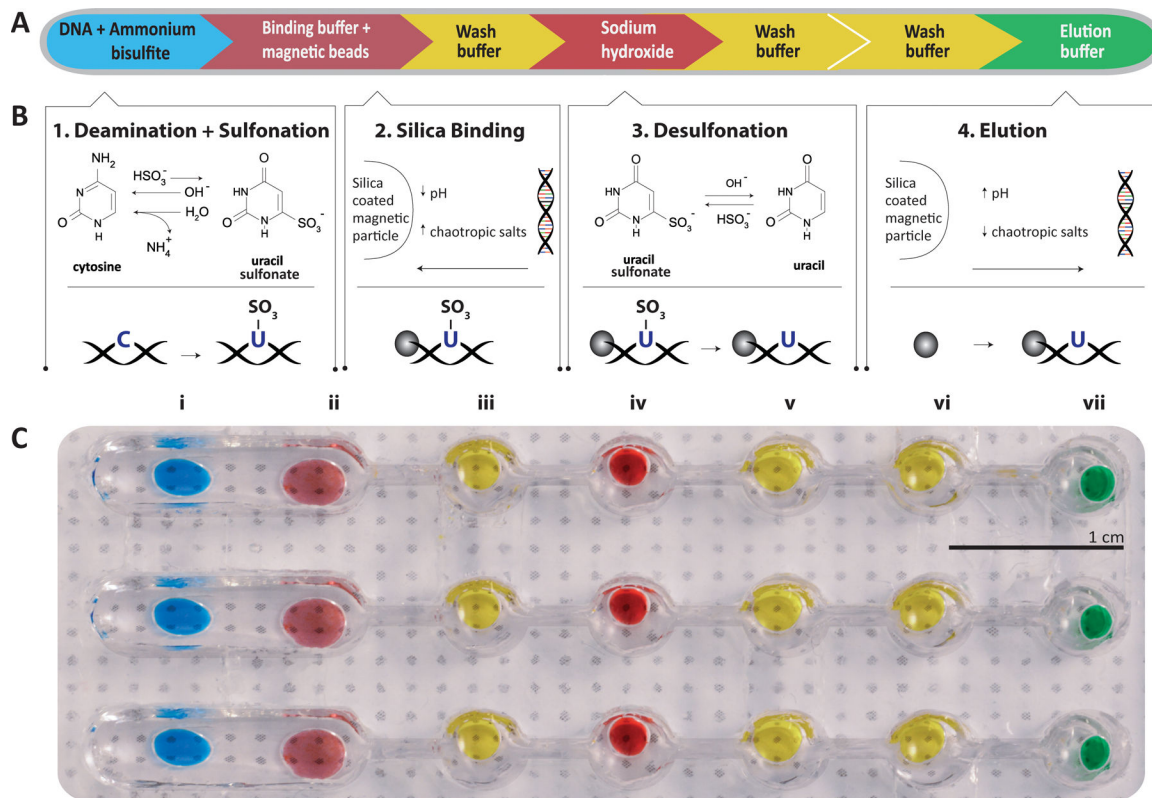 A
DNA + Ammonium
bisulfite
Binding buffer +
magnetic beads
Wash
buffer
Sodium
hydroxide
Wash
buffer
Wash
buffer
Elution
buffer
B
1. Deamination + Sulfonation
NH2
N
O
N
H
HSO3-
OH-
H2O
NH4+
O
HN
O
N
H
SO3-
cytosine
uracil
sulfonate
C
SO3
U
2. Silica Binding
Silica
coated
magnetic
particle
↓ pH
↑ chaotropic salts
SO3
U
3. Desulfonation
O
HN
O
N
H
SO3-
OH-
HSO3-
O
HN
O
N
H
uracil
sulfonate
uracil
SO3
U
U
4. Elution
Silica
coated
magnetic
particle
↑ pH
↓ chaotropic salts
U
i
ii
iii
iv
v
vi
vii
C
1 cm